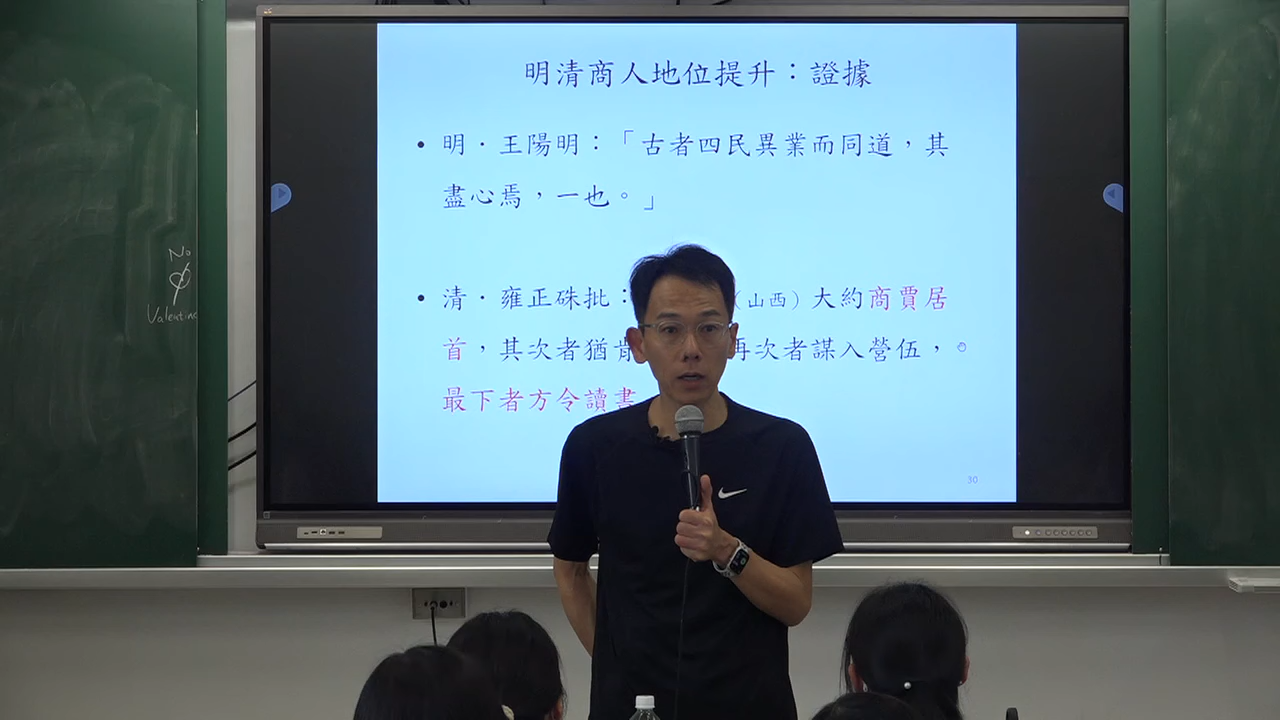 明清商人地位提升：證據
• 明．王陽明：「古者四民異業而同道，其
盡心焉，一也。」
• 清．雍正硃批：（山西）大約商賈居
首，其次者猶肯 再次者謀入營伍，
最下者方令讀書
30
No
Valentine